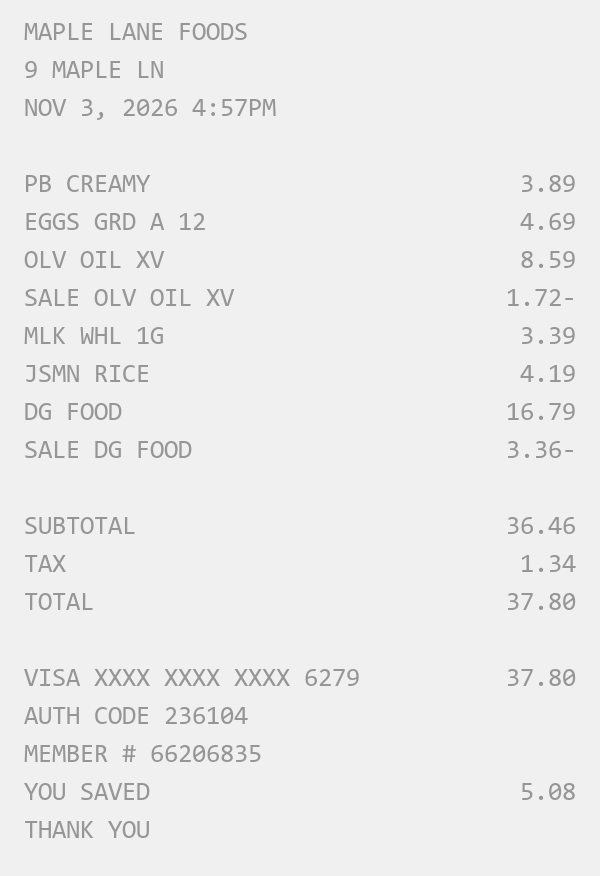 MAPLE LANE FOODS
9 MAPLE LN
NOV 3, 2026 4:57PM
PB CREAMY 3.89
EGGS GRD A 12 4.69
OLV OIL XV 8.59
SALE OLV OIL XV 1.72-
MLK WHL 1G 3.39
JSMN RICE 4.19
DG FOOD 16.79
SALE DG FOOD 3.36-
SUBTOTAL 36.46
TAX 1.34
TOTAL 37.80
VISA XXXX XXXX XXXX 6279 37.80
AUTH CODE 236104
MEMBER # 66206835
YOU SAVED 5.08
THANK YOU